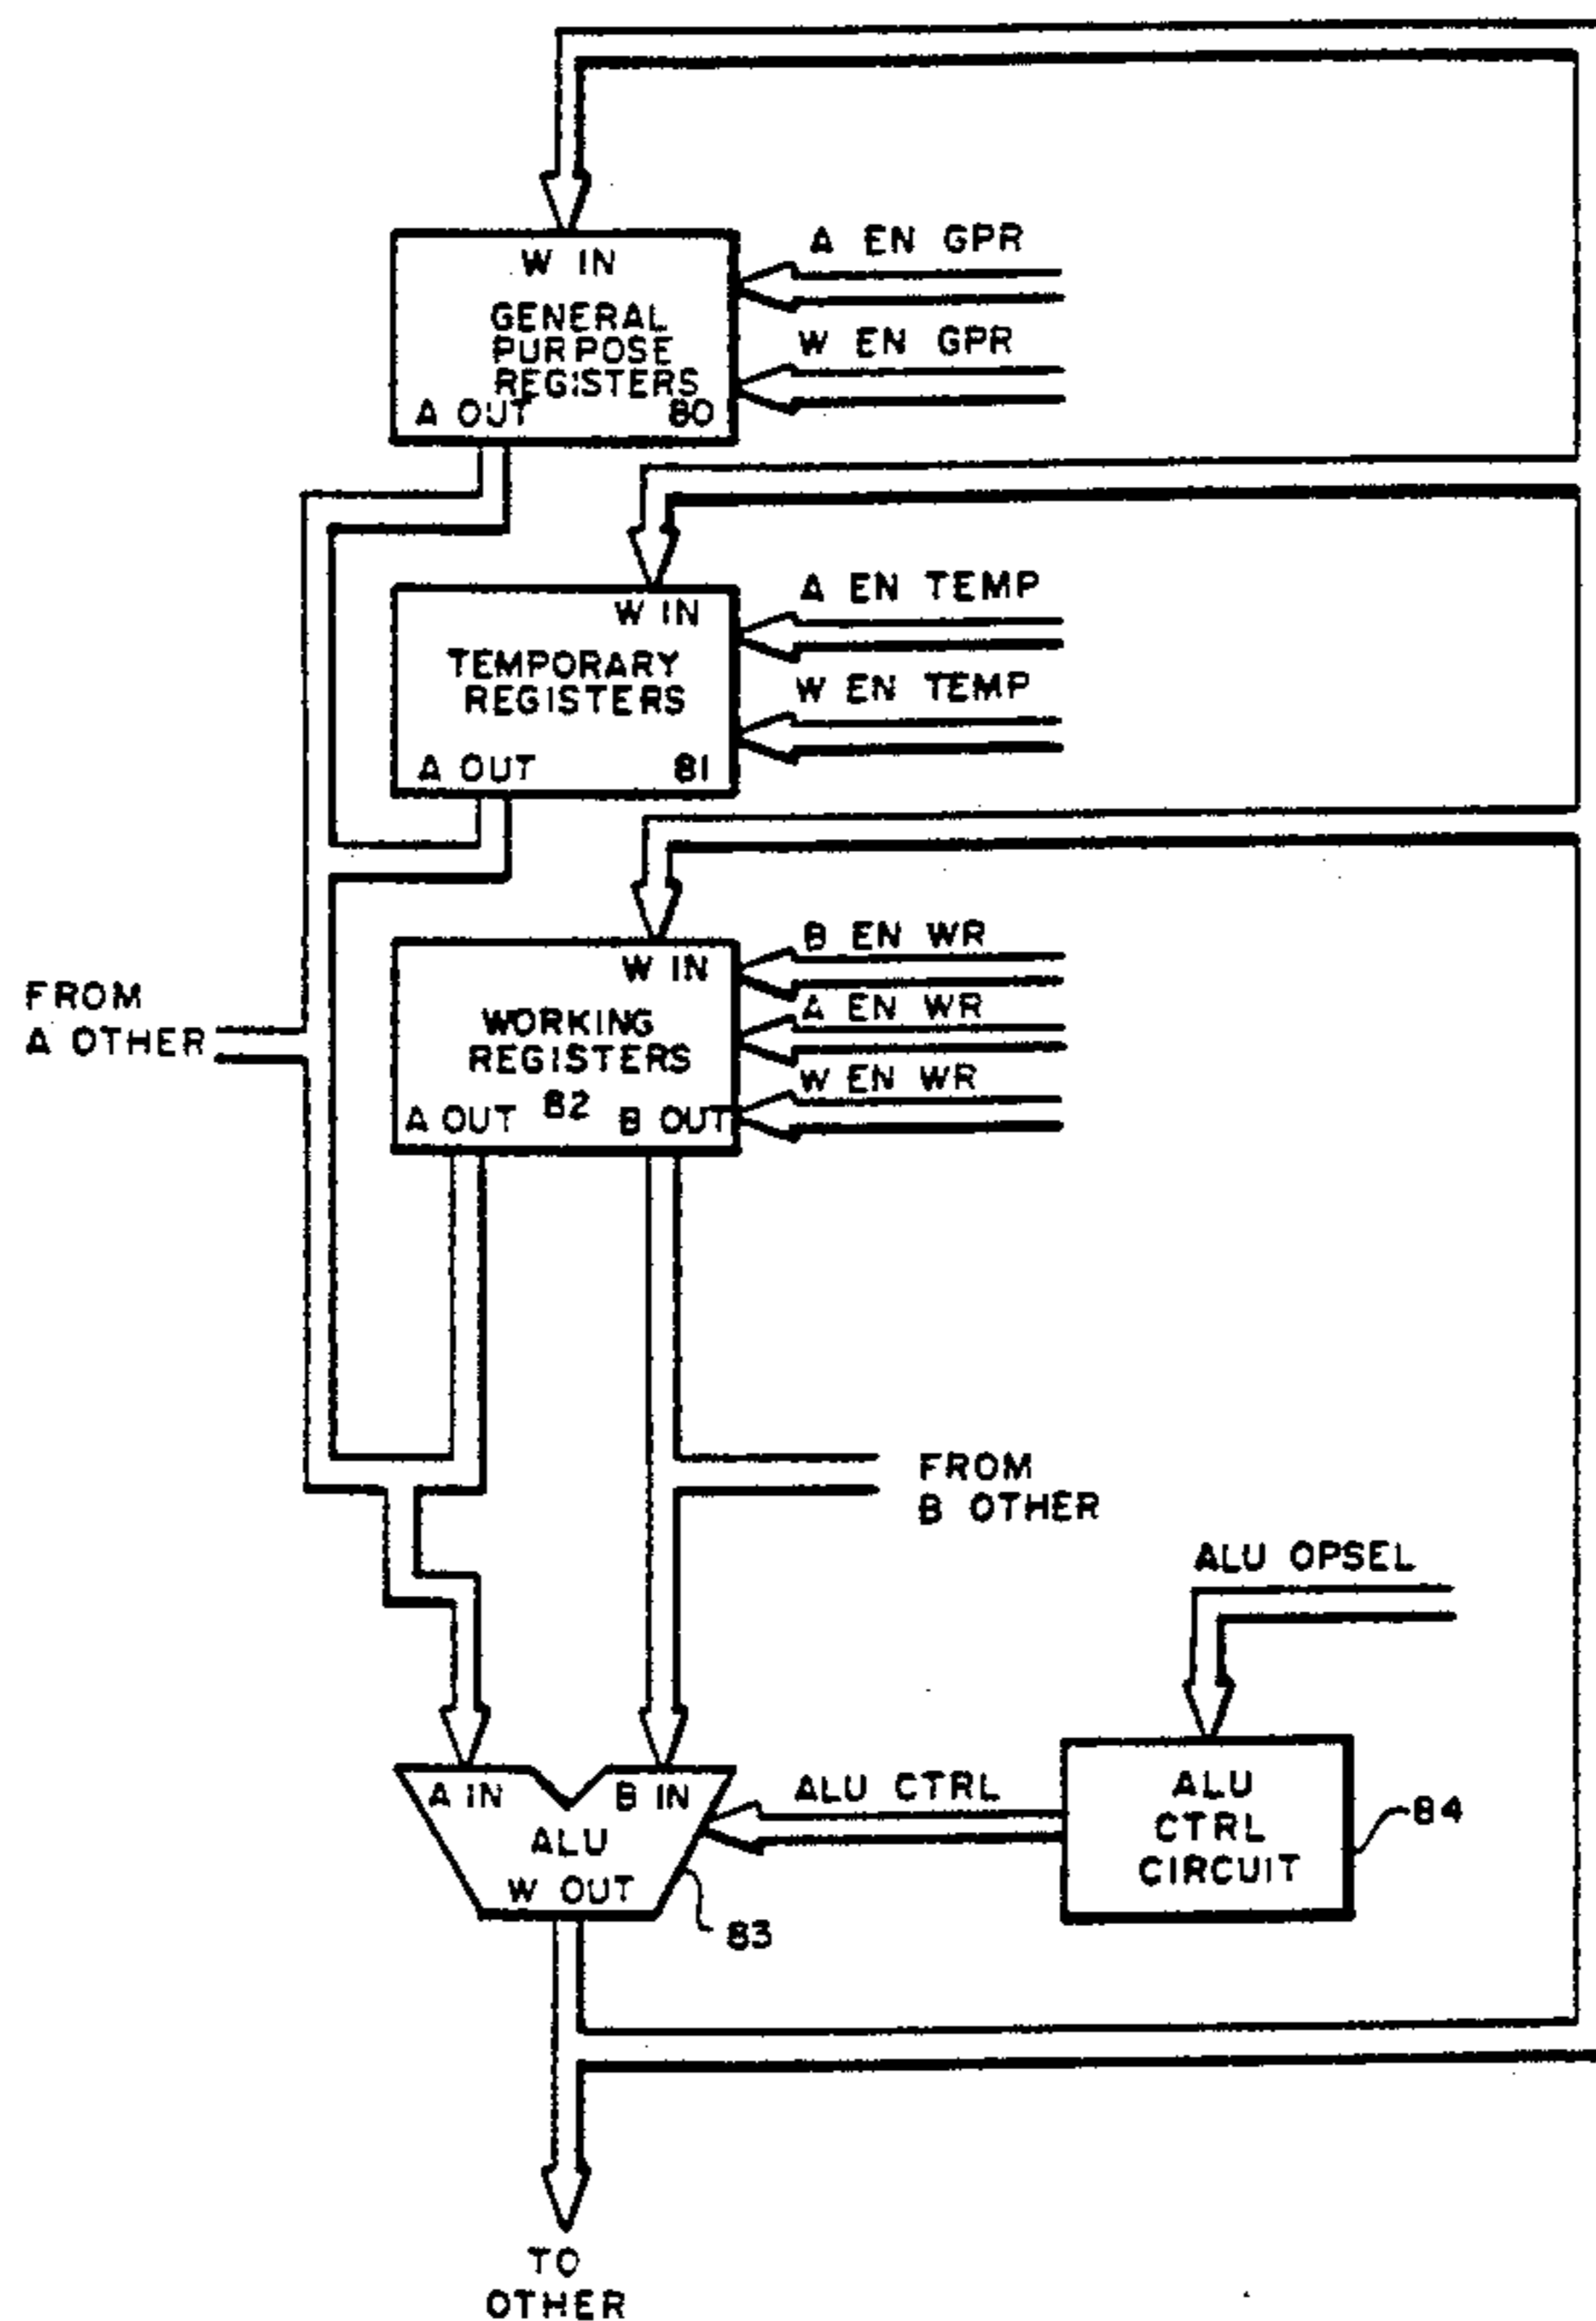 A EN GPR
W IN
GENERAL
PURPOSE
REGISTERS
W EN GPR
A OUT
80
A EN TEMP
W IN
TEMPORARY
REGISTERS
W EN TEMP
A OUT
81
B EN WR
W IN
FROM
A OTHER
A EN WR
WORKING
REGISTERS
W EN WR
A OUT
82
B OUT
FROM
B OTHER
ALU OPSEL
A IN
B IN
ALU CTRL
ALU
CTRL
CIRCUIT
84
ALU
W OUT
83
TO
OTHER